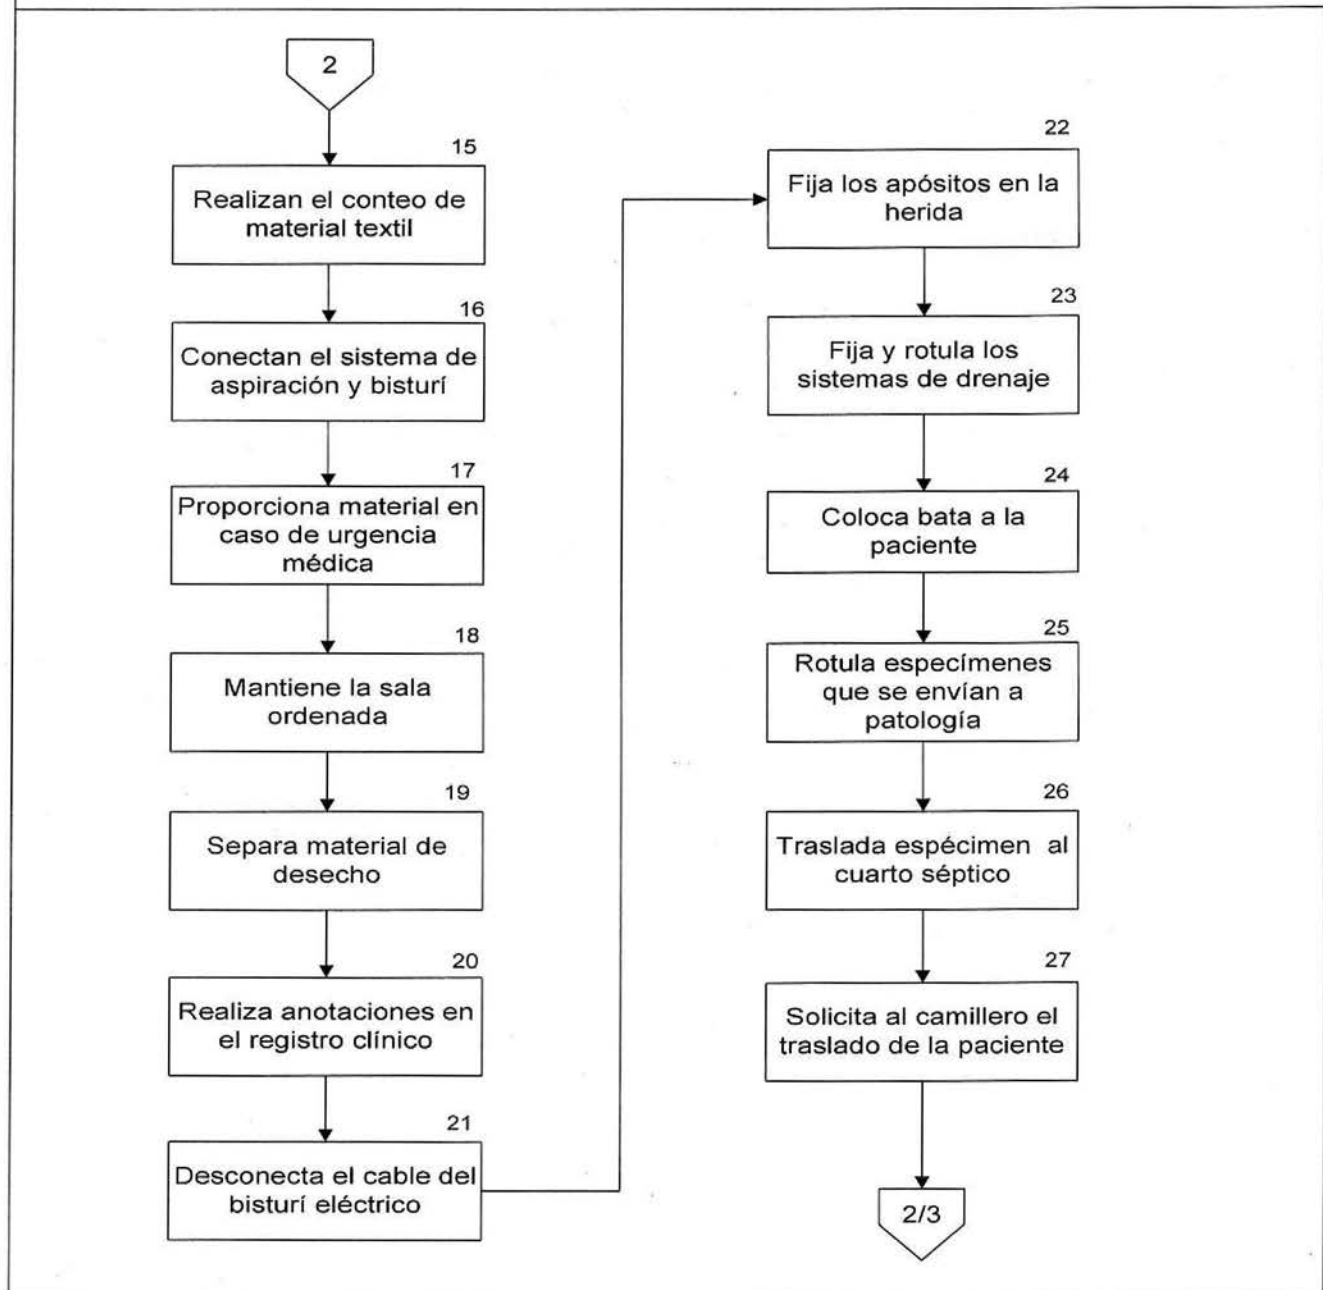 2
15
Realizan el conteo de
material textil
16
Conectan el sistema de
aspiración y bisturí
17
Proporciona material en
caso de urgencia
médica
18
Mantiene la sala
ordenada
19
Separa material de
desecho
20
Realiza anotaciones en
el registro clínico
21
Desconecta el cable del
bisturí eléctrico
22
Fija los apósitos en la
herida
23
Fija y rotula los
sistemas de drenaje
24
Coloca bata a la
paciente
25
Rotula especímenes
que se envían a
patología
26
Traslada espécimen al
cuarto séptico
27
Solicita al camillero el
traslado de la paciente
2/3